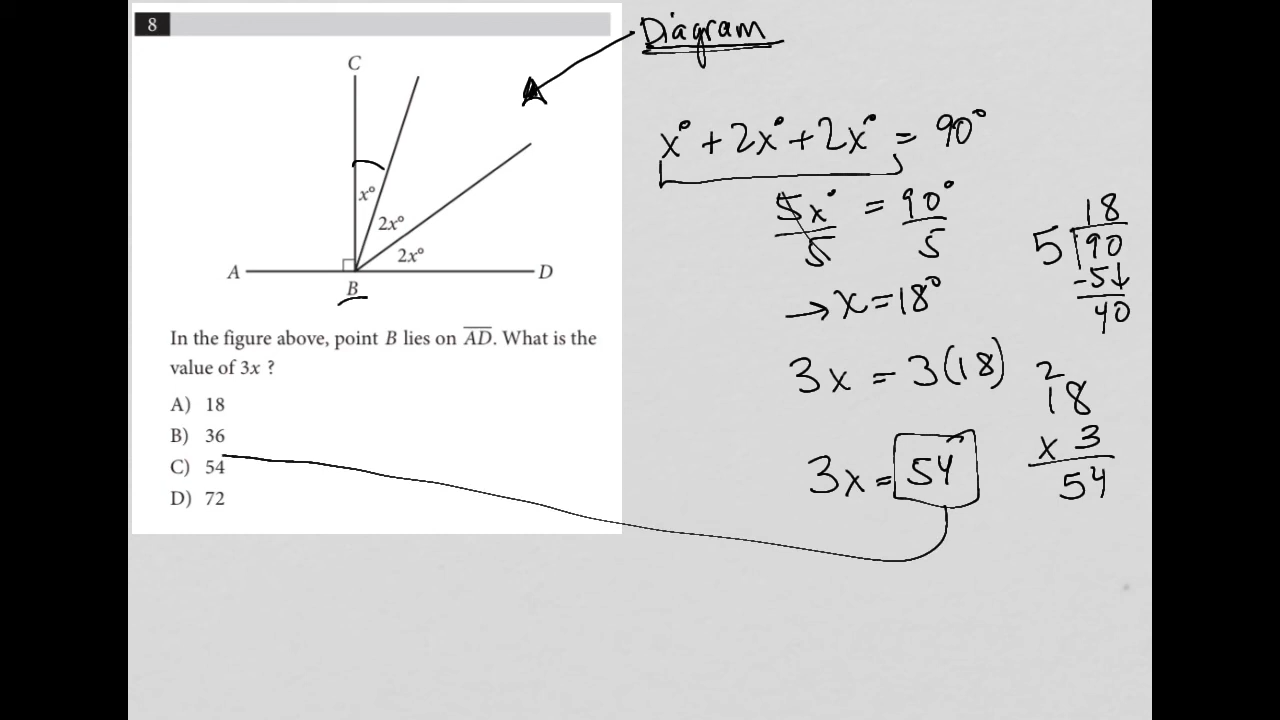 8
Diagram
C
x°
2x°
2x°
A
D
B
In the figure above, point B lies on AD. What is the
value of 3x ?
A) 18
B) 36
C) 54
D) 72
x° + 2x° + 2x° = 90°
5x° = 90°
5 5
→ x = 18°
3x = 3(18)
3x = 54
18
5 90
-5↓
40
2
18
x 3
54